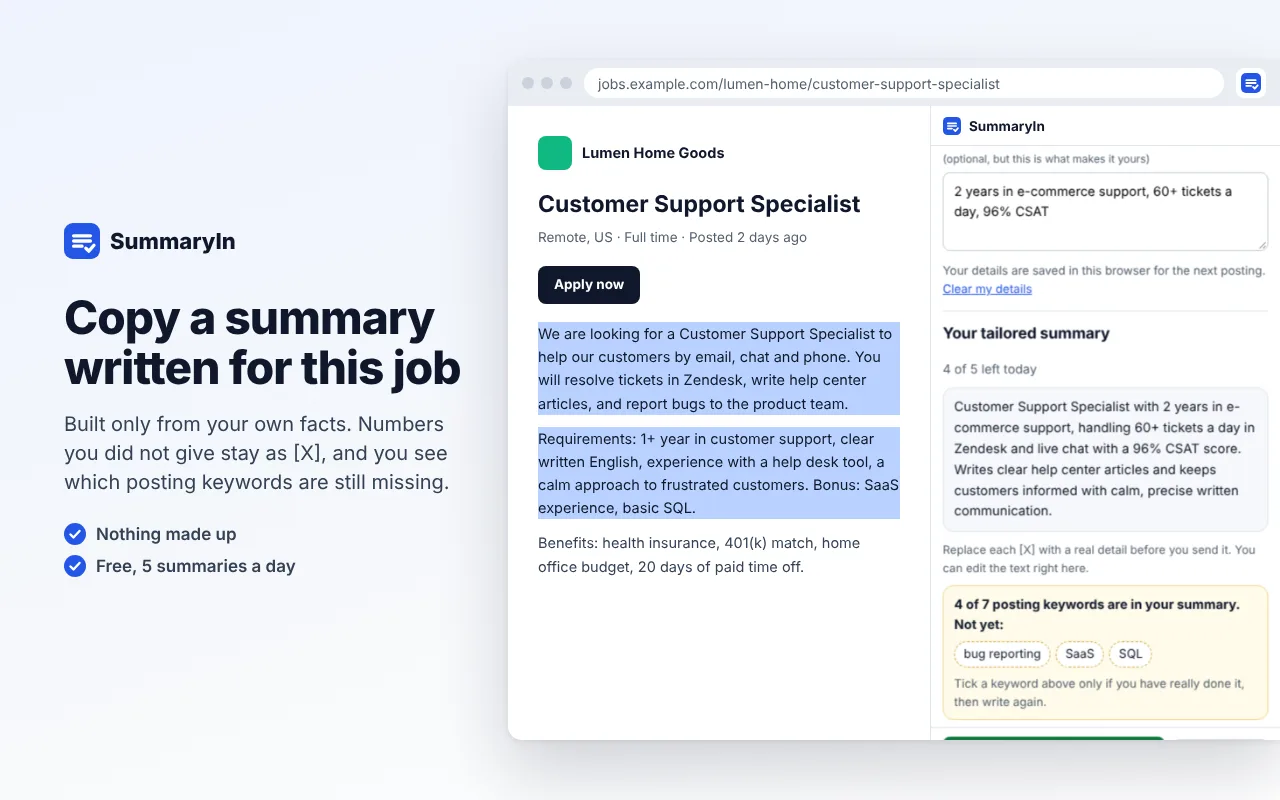 SummaryIn
Copy a summary
written for this job
Built only from your own facts. Numbers
you did not give stay as [X], and you see
which posting keywords are still missing.
Nothing made up
Free, 5 summaries a day
jobs.example.com/lumen-home/customer-support-specialist
Lumen Home Goods
Customer Support Specialist
Remote, US · Full time · Posted 2 days ago
Apply now
We are looking for a Customer Support Specialist to
help our customers by email, chat and phone. You
will resolve tickets in Zendesk, write help center
articles, and report bugs to the product team.
Requirements: 1+ year in customer support, clear
written English, experience with a help desk tool, a
calm approach to frustrated customers. Bonus: SaaS
experience, basic SQL.
Benefits: health insurance, 401(k) match, home
office budget, 20 days of paid time off.
SummaryIn
(optional, but this is what makes it yours)
2 years in e-commerce support, 60+ tickets a
day, 96% CSAT
Your details are saved in this browser for the next posting.
Clear my details
Your tailored summary
4 of 5 left today
Customer Support Specialist with 2 years in e-
commerce support, handling 60+ tickets a day in
Zendesk and live chat with a 96% CSAT score.
Writes clear help center articles and keeps
customers informed with calm, precise written
communication.
Replace each [X] with a real detail before you send it. You
can edit the text right here.
4 of 7 posting keywords are in your summary.
Not yet:
bug reporting SaaS SQL
Tick a keyword above only if you have really done it,
then write again.